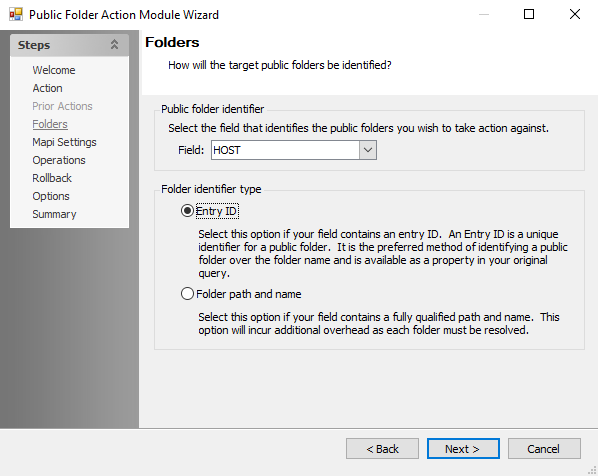 Public Folder Action Module Wizard
Steps
Welcome
Action
Prior Actions
Folders
Mapi Settings
Operations
Rollback
Options
Summary
Folders
How will the target public folders be identified?
Public folder identifier
Select the field that identifies the public folders you wish to take action against.
Field: HOST
Folder identifier type
Entry ID
Select this option if your field contains an entry ID.  An Entry ID is a unique
identifier for a public folder.  It is the preferred method of identifying a public
folder over the folder name and is available as a property in your original
query.
Folder path and name
Select this option if your field contains a fully qualified path and name.  This
option will incur additional overhead as each folder must be resolved.
< Back
Next >
Cancel